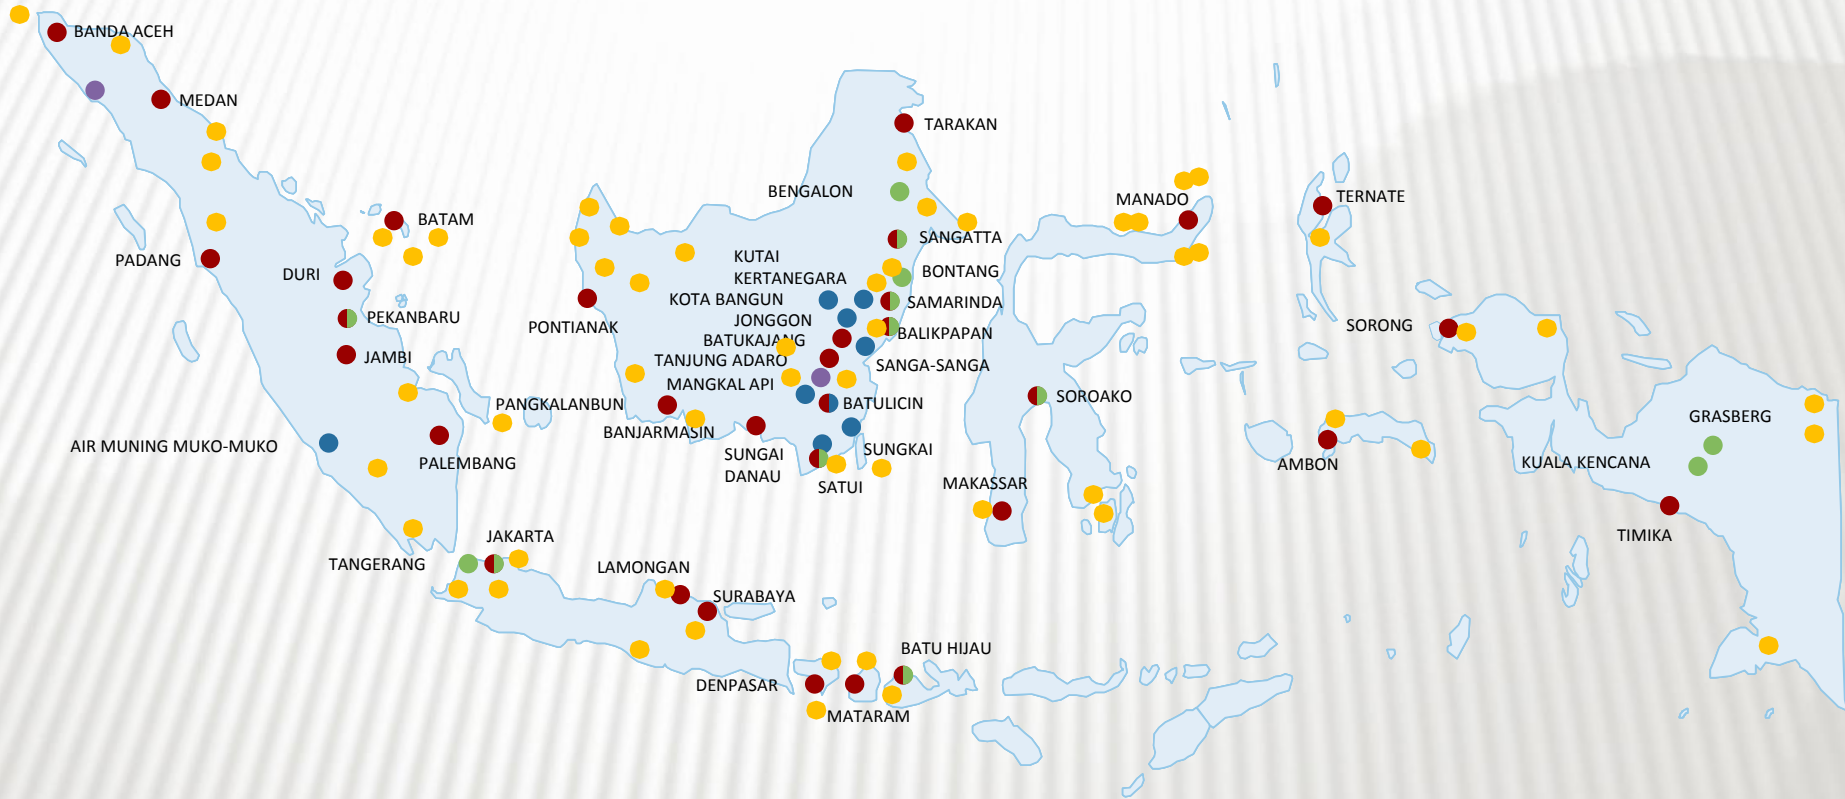 BANDA ACEH
MEDAN
TARAKAN
BENGALON
MANADO
TERNATE
BATAM
SANGATTA
PADANG
KUTAI
KERTANEGARA
DURI
BONTANG
KOTA BANGUN
SAMARINDA
PEKANBARU
JONGGON
PONTIANAK
SORONG
BALIKPAPAN
BATUKAJANG
JAMBI
TANJUNG ADARO
SANGA-SANGA
MANGKAL API
SOROAKO
PANGKALANBUN
BATULICIN
GRASBERG
BANJARMASIN
AIR MUNING MUKO-MUKO
SUNGKAI
SUNGAI
DANAU
PALEMBANG
AMBON
KUALA KENCANA
MAKASSAR
SATUI
JAKARTA
TIMIKA
TANGERANG
LAMONGAN
SURABAYA
BATU HIJAU
DENPASAR
MATARAM